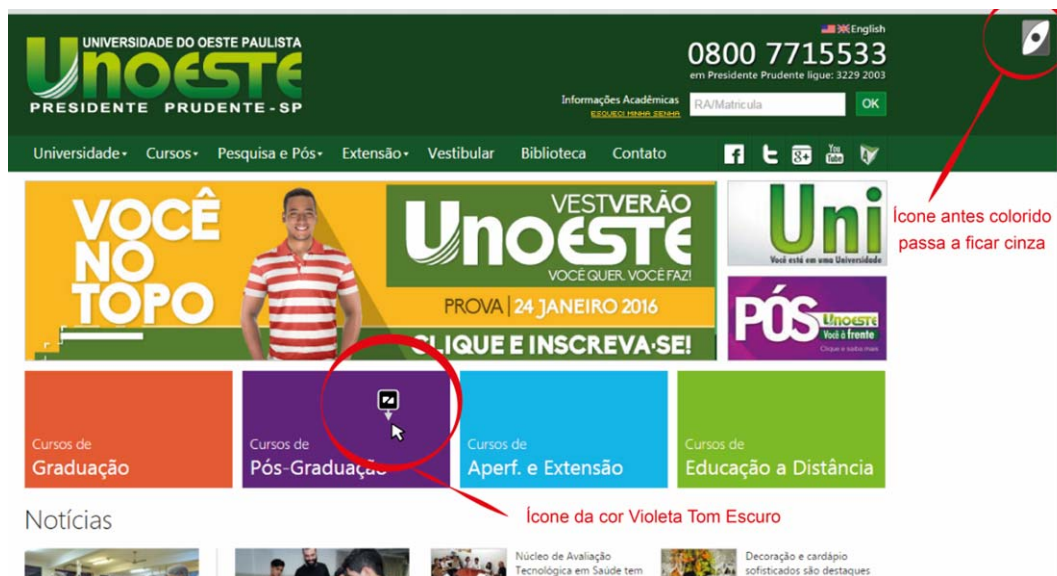 UNIVERSIDADE DO OESTE PAULISTA
UNOESTE
PRESIDENTE PRUDENTE - SP
English
0800 7715533
em Presidente Prudente ligue: 3229 2003
Informações Acadêmicas
ESQUECI MINHA SENHA
RA/Matricula
OK
Universidade
Cursos
Pesquisa e Pós
Extensão
Vestibular
Biblioteca
Contato
You Tube
Ícone antes colorido
passa a ficar cinza
VOCÊ
NO
TOPO
VESTVERÃO
UNOESTE
VOCÊ QUER. VOCÊ FAZ!
PROVA | 24 JANEIRO 2016
CLIQUE E INSCREVA-SE!
Uni
Você está em uma Universidade
PÓS
UNOESTE
Você à frente
Clique e saiba mais
Cursos de
Graduação
Cursos de
Pós-Graduação
Cursos de
Aperf. e Extensão
Cursos de
Educação a Distância
Ícone da cor Violeta Tom Escuro
Notícias
Núcleo de Avaliação
Tecnológica em Saúde tem
Decoração e cardápio
sofisticados são destaques